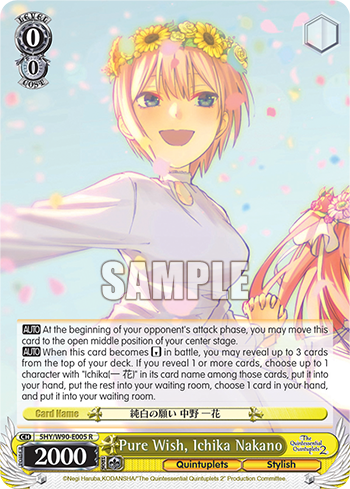 LEVEL
0
0
COST
SAMPLE
AUTO At the beginning of your opponent's attack phase, you may move this
card to the open middle position of your center stage.
AUTO When this card becomes in battle, you may reveal up to 3 cards
from the top of your deck. If you reveal 1 or more cards, choose up to 1
character with "Ichika(一花)" in its card name among those cards, put it into
your hand, put the rest into your waiting room, choose 1 card in your hand,
and put it into your waiting room.
Card Name
純白の願い 中野 一花
CH 5HY/W90-E005 R
Pure Wish, Ichika Nakano
The Quintessential Quintuplets 2
2000
Quintuplets
Stylish
©Negi Haruba,KODANSHA/"The Quintessential Quintuplets 2" Production Committee.